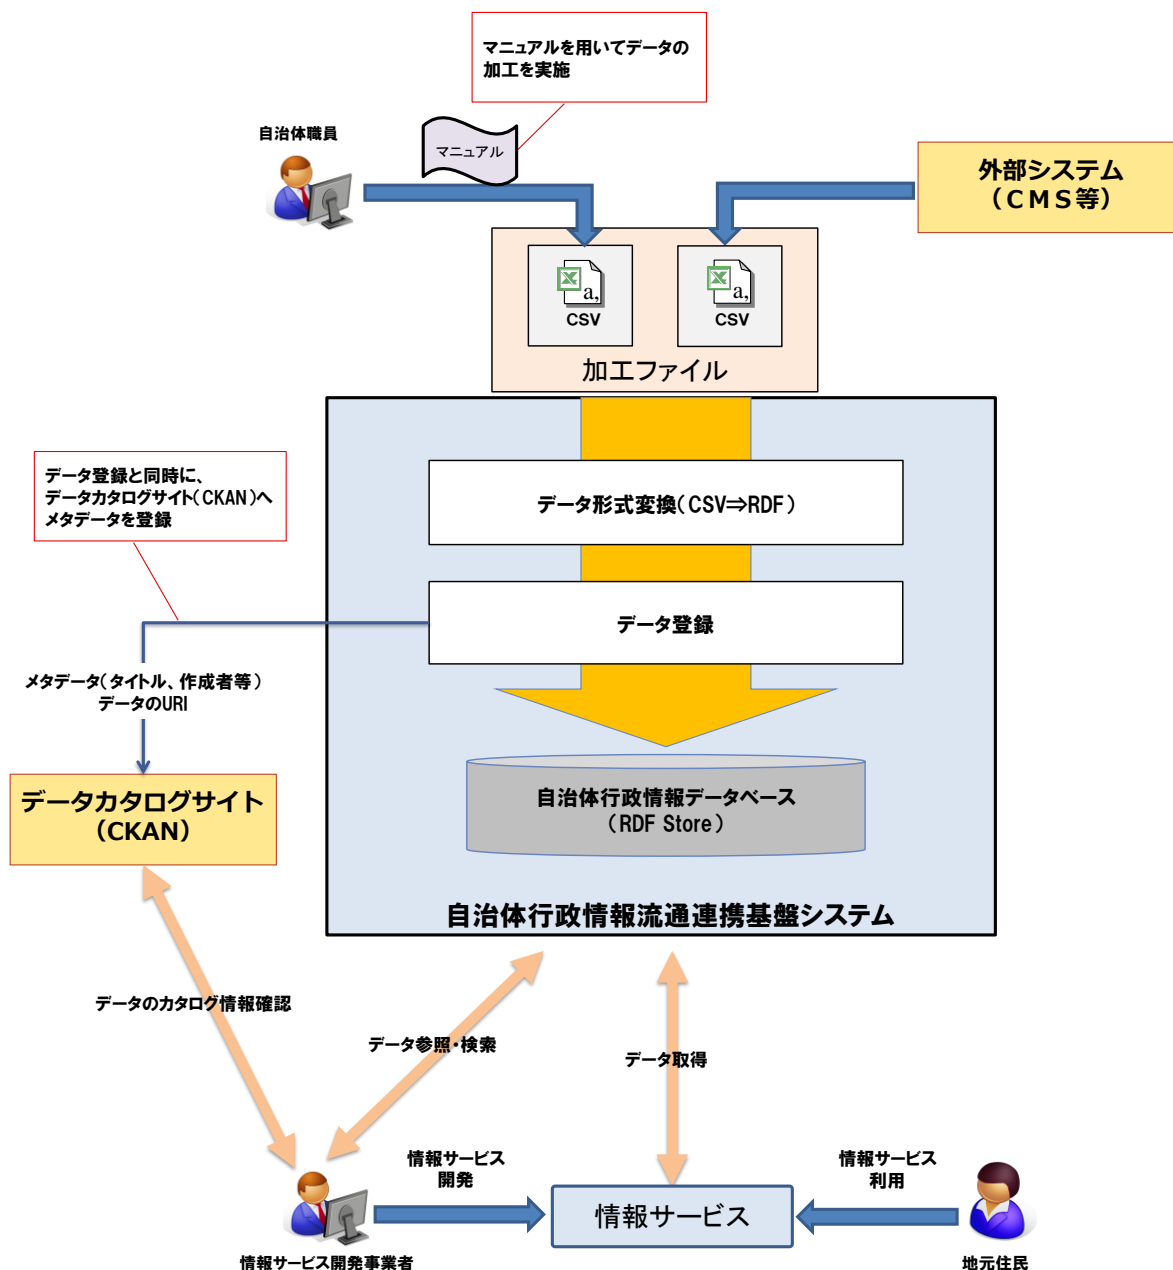 マニュアルを用いてデータの
加工を実施
自治体職員
マニュアル
外部システム
（ＣＭＳ等）
a,
CSV
a,
CSV
加工ファイル
データ登録と同時に、
データカタログサイト（CKAN）へ
メタデータを登録
データ形式変換（CSV⇒RDF）
データ登録
メタデータ（タイトル、作成者等）
データのURI
データカタログサイト
（CKAN）
自治体行政情報データベース
（RDF Store）
自治体行政情報流通連携基盤システム
データのカタログ情報確認
データ参照・検索
データ取得
情報サービス
開発
情報サービス
利用
情報サービス
情報サービス開発事業者
地元住民